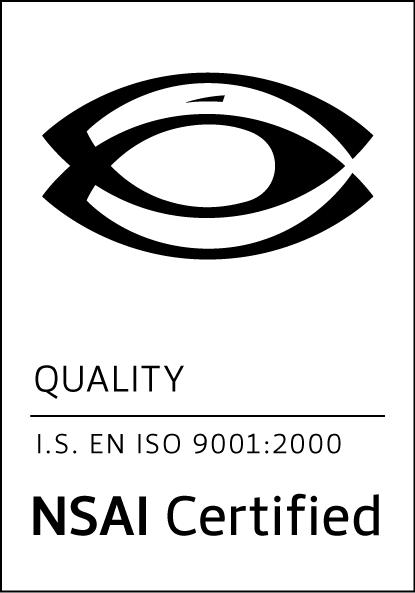 QUALITY
I.S. EN ISO 9001:2000
NSAI Certified